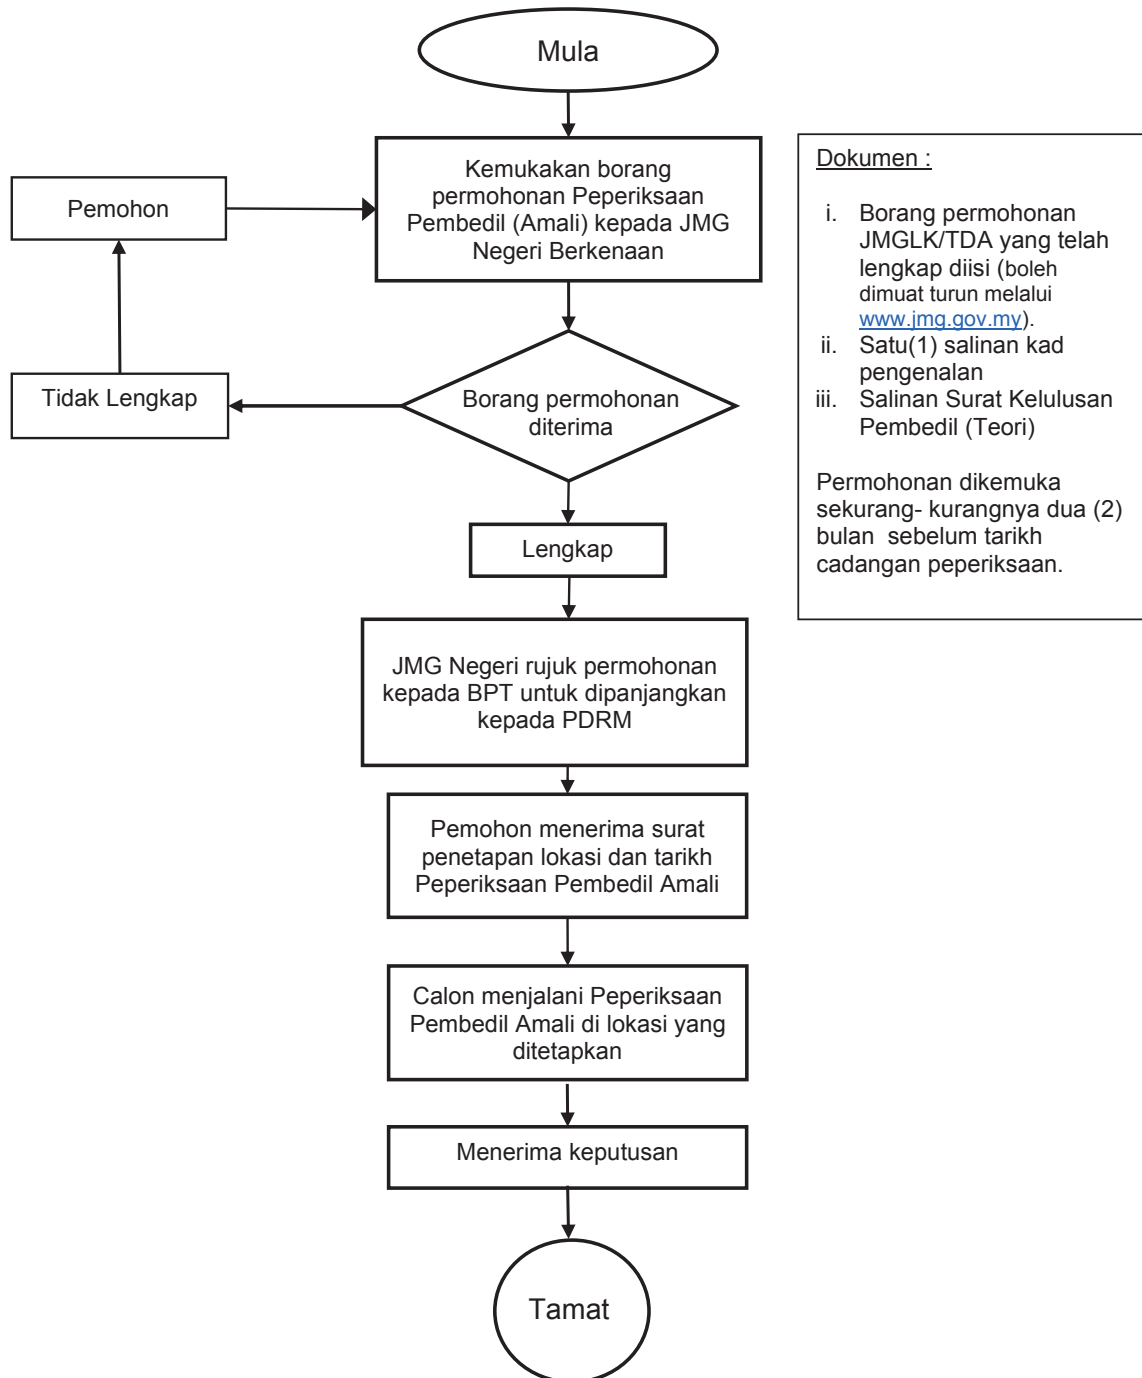 Mula
Kemukakan borang
permohonan Peperiksaan
Pembedil (Amali) kepada JMG
Negeri Berkenaan
Pemohon
Tidak Lengkap
Borang permohonan
diterima
Lengkap
JMG Negeri rujuk permohonan
kepada BPT untuk dipanjangkan
kepada PDRM
Pemohon menerima surat
penetapan lokasi dan tarikh
Peperiksaan Pembedil Amali
Calon menjalani Peperiksaan
Pembedil Amali di lokasi yang
ditetapkan
Menerima keputusan
Tamat
Dokumen :
i. Borang permohonan
JMGLK/TDA yang telah
lengkap diisi (boleh
dimuat turun melalui
www.jmg.gov.my).
ii. Satu(1) salinan kad
pengenalan
iii. Salinan Surat Kelulusan
Pembedil (Teori)
Permohonan dikemuka
sekurang- kurangnya dua (2)
bulan sebelum tarikh
cadangan peperiksaan.